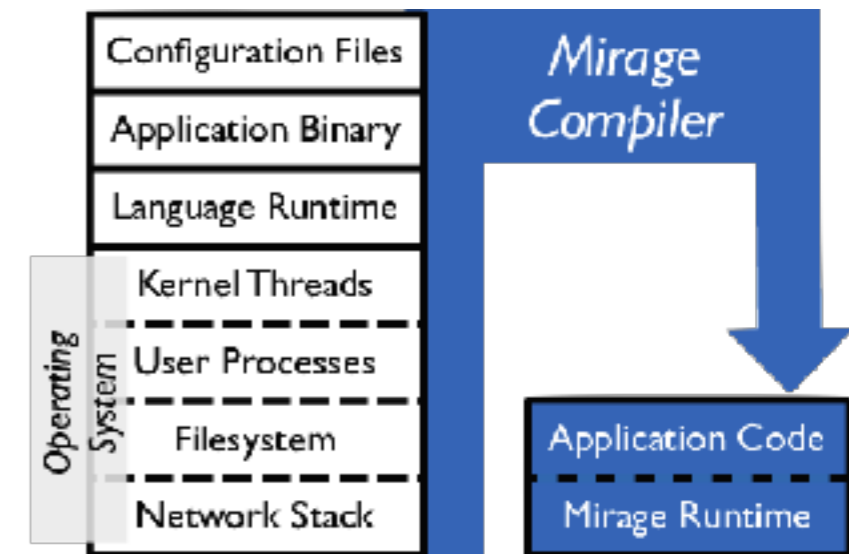 Configuration Files
Application Binary
Language Runtime
Kernel Threads
User Processes
Filesystem
Network Stack
Operating
System
Mirage
Compiler
Application Code
Mirage Runtime